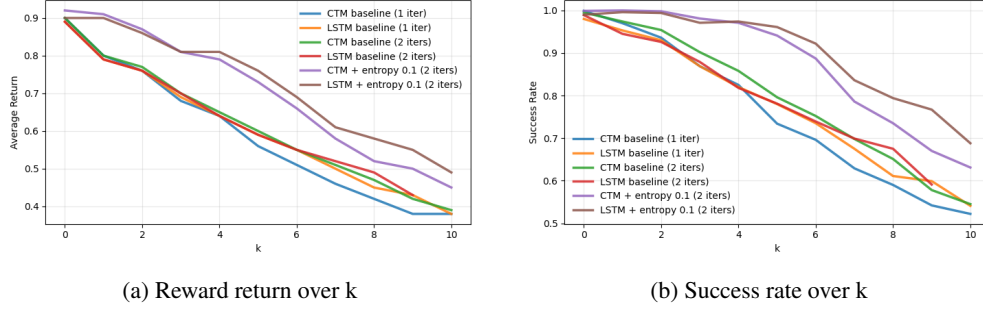 0.9
0.8
0.7
0.6
0.5
0.4
Average Return
0 2 4 6 8 10
k
CTM baseline (1 iter)
LSTM baseline (1 iter)
CTM baseline (2 iters)
LSTM baseline (2 iters)
CTM + entropy 0.1 (2 iters)
LSTM + entropy 0.1 (2 iters)
(a) Reward return over k
1.0
0.9
0.8
0.7
0.6
0.5
Success Rate
CTM baseline (1 iter)
LSTM baseline (1 iter)
CTM baseline (2 iters)
LSTM baseline (2 iters)
CTM + entropy 0.1 (2 iters)
LSTM + entropy 0.1 (2 iters)
0 2 4 6 8 10
k
(b) Success rate over k